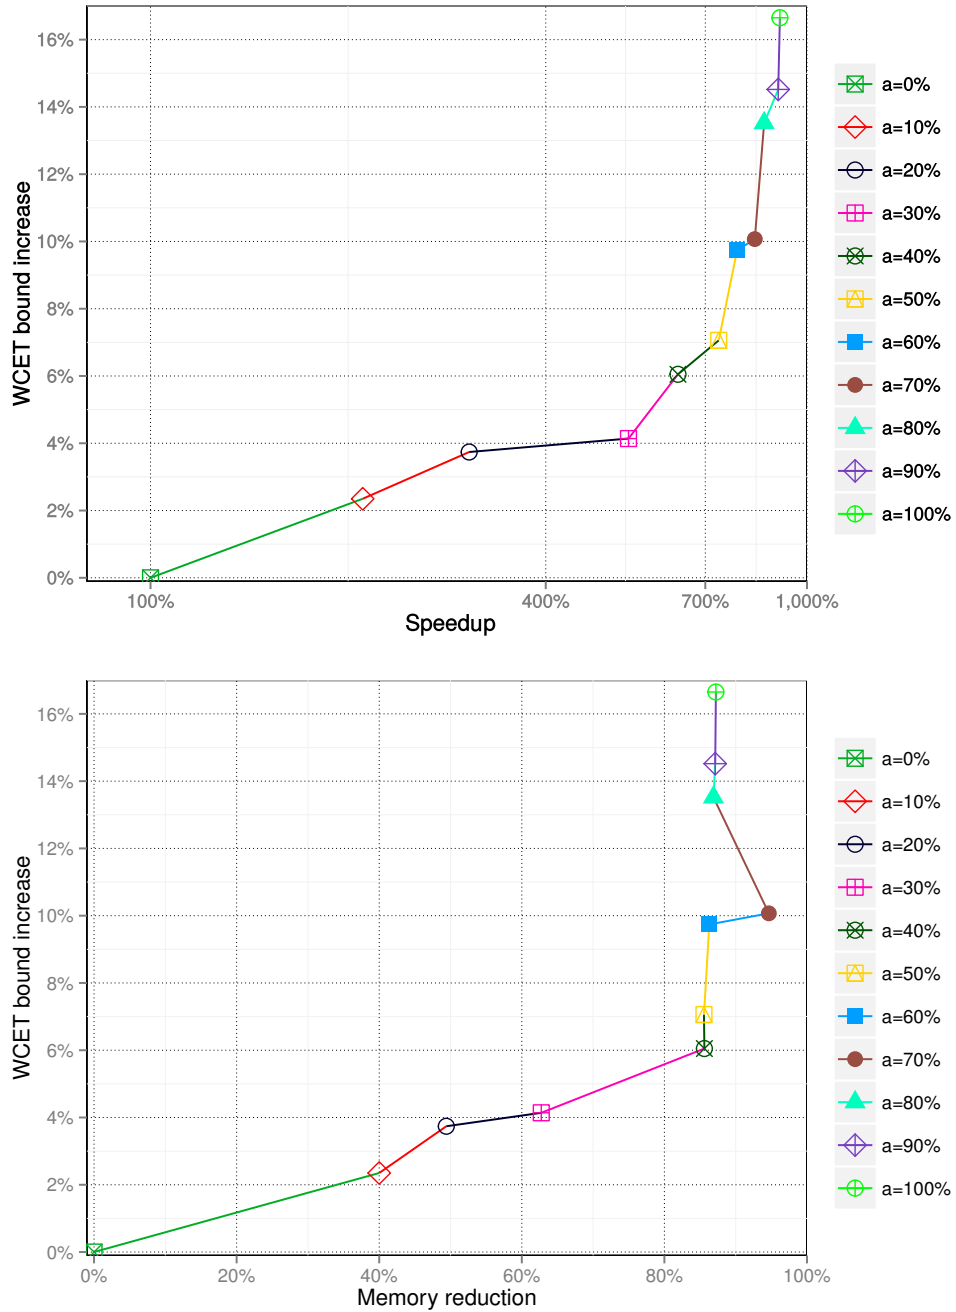 16%
14%
12%
10%
8%
6%
4%
2%
0%
WCET bound increase
100%
400%
700%
1,000%
Speedup
a=0%
a=10%
a=20%
a=30%
a=40%
a=50%
a=60%
a=70%
a=80%
a=90%
a=100%
16%
14%
12%
10%
8%
6%
4%
2%
0%
WCET bound increase
0%
20%
40%
60%
80%
100%
Memory reduction
a=0%
a=10%
a=20%
a=30%
a=40%
a=50%
a=60%
a=70%
a=80%
a=90%
a=100%